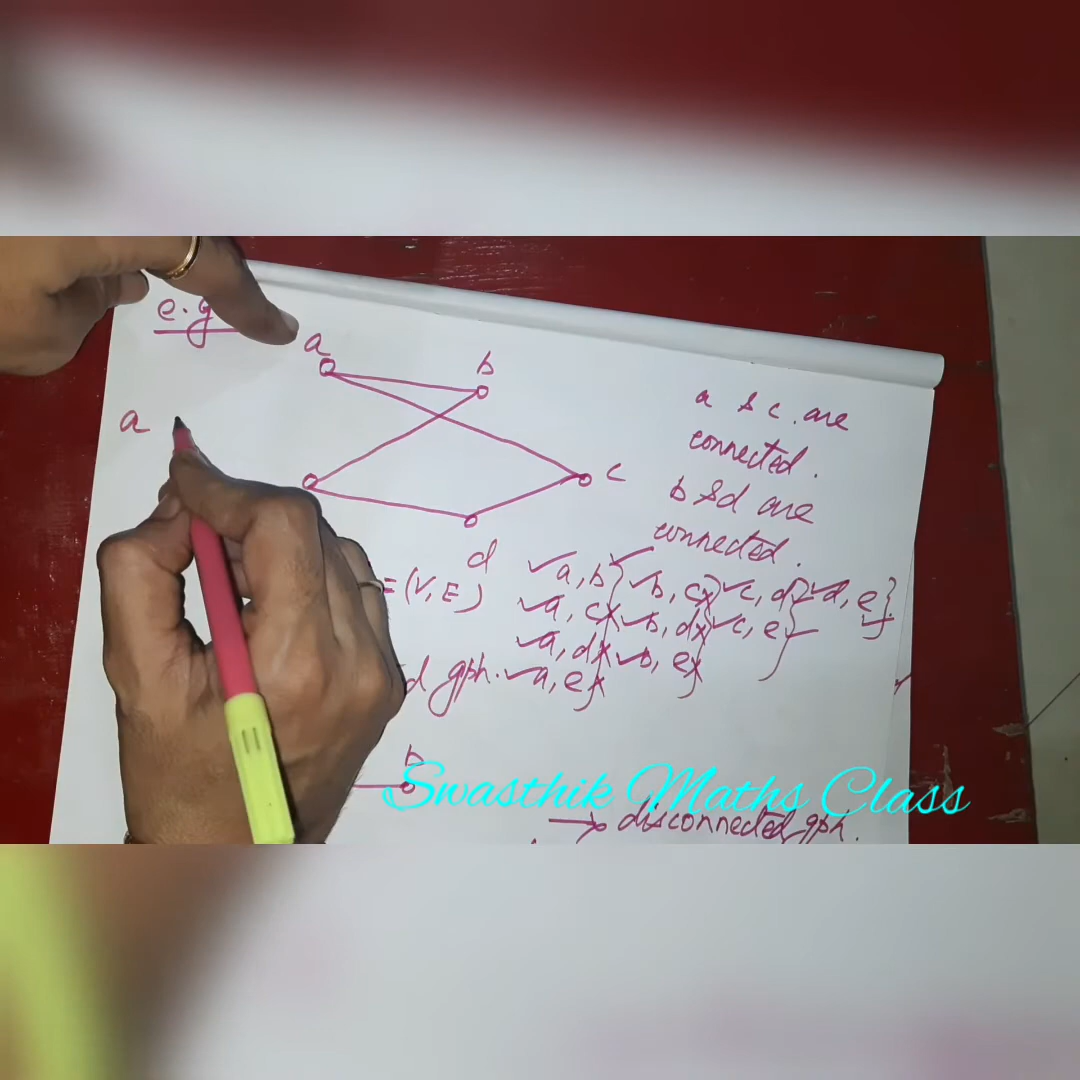 e.g
a
b
a
c
d
a & c are
connected.
b & d are
connected.
=(V, E)
a, b} b, c} c, d} d, e}
a, c} b, d} c, e}
a, d} b, e}
d gph. a, e}
b
Swasthik Maths Class
→ disconnected gph.